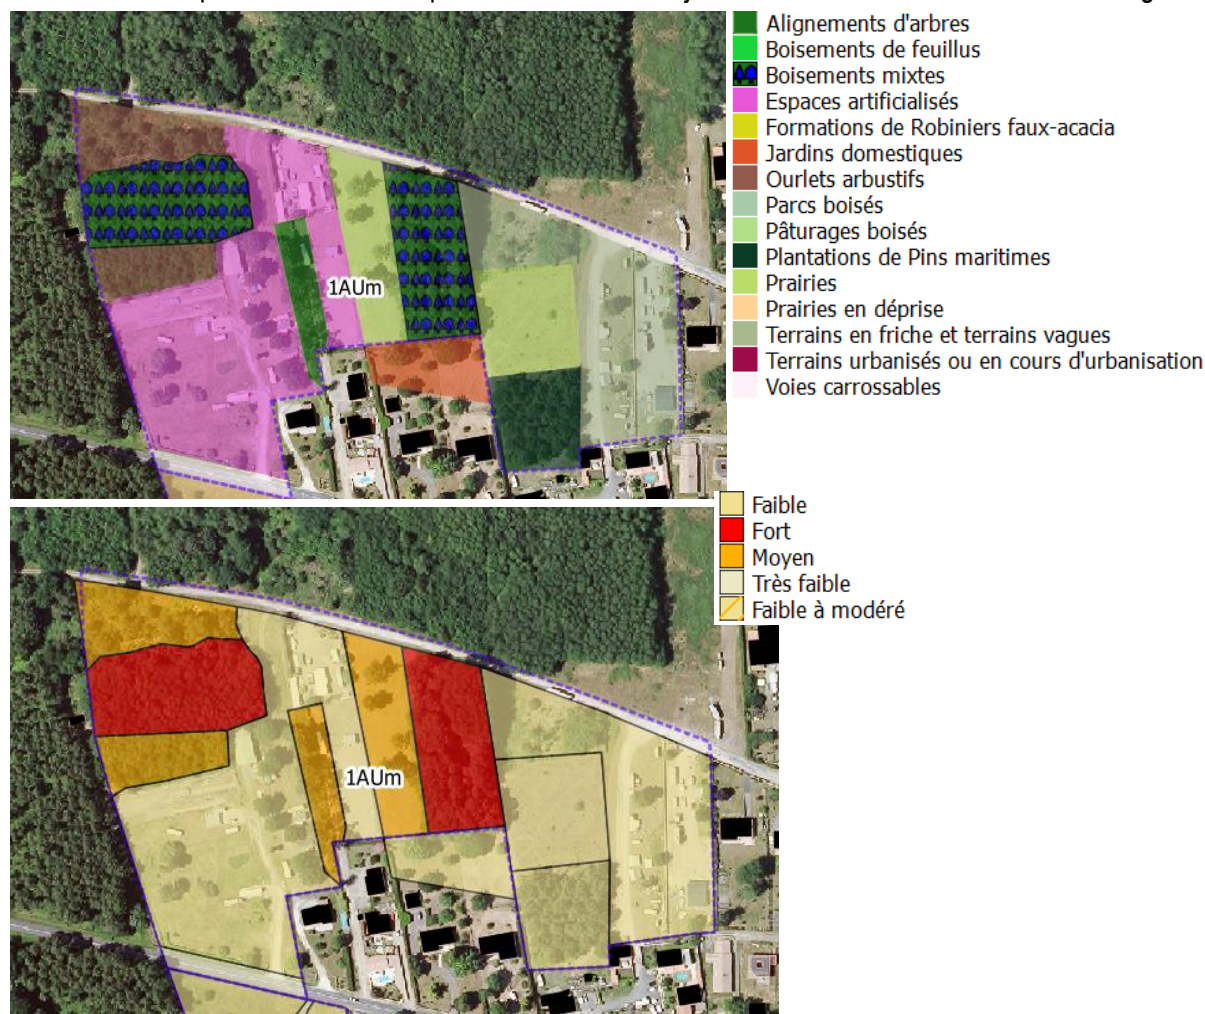 Alignements d'arbres
Boisements de feuillus
Boisements mixtes
Espaces artificialisés
Formations de Robiniers faux-acacia
Jardins domestiques
Ourlets arbustifs
Parcs boisés
Pâturages boisés
Plantations de Pins maritimes
Prairies
Prairies en déprise
Terrains en friche et terrains vagues
Terrains urbanisés ou en cours d'urbanisation
Voies carrossables
1AUm
Faible
Fort
Moyen
Très faible
Faible à modéré
1AUm